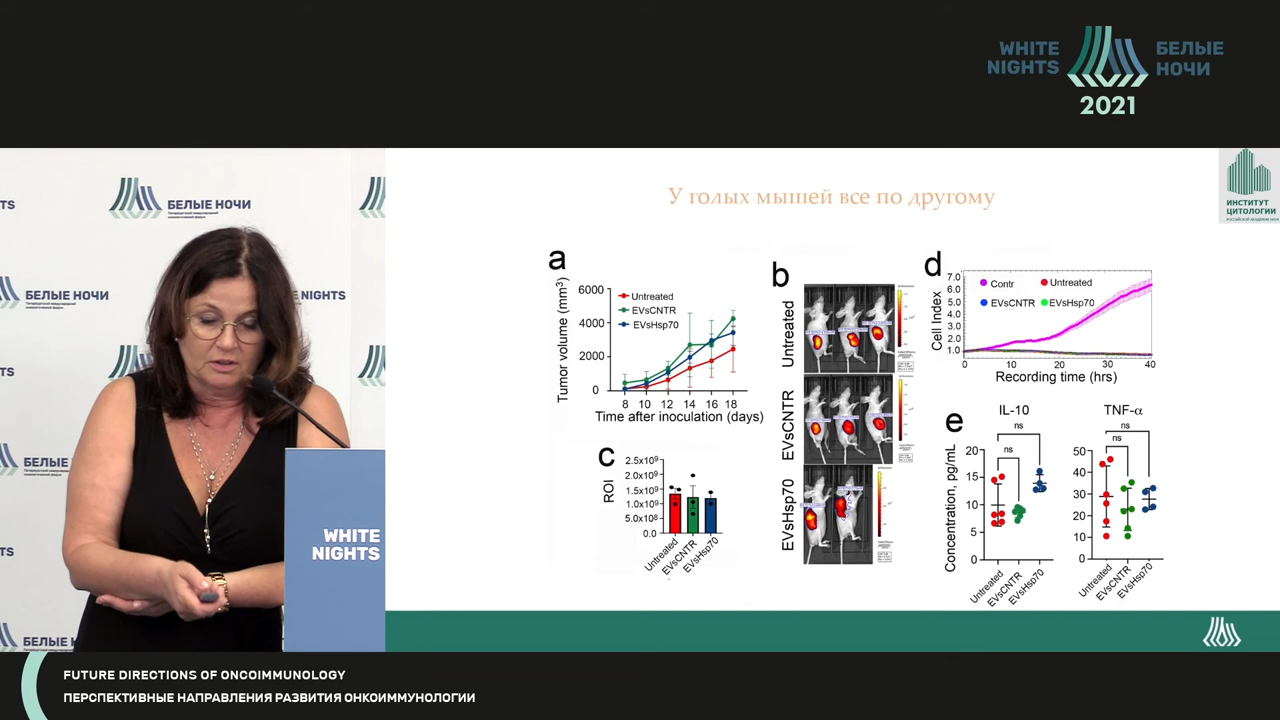 WHITE
NIGHTS
БЕЛЫЕ
НОЧИ
2021
TS
БЕЛЫЕ НОЧИ
БЕЛЫЕ НОЧИ
NIGHTS
TS
БЕЛЫЕ
TS
БЕЛЫЕ
WHITE
NIGHTS
ИНСТИТУТ
ЦИТОЛОГИИ
У голых мышей все по другому
a
Tumor volume (mm³)
6000
4000
2000
0
Untreated
EVsCNTR
EVsHsp70
8 10 12 14 16 18
Time after inoculation (days)
b
Untreated
EVsCNTR
EVsHsp70
c
ROI
2.5x10⁹
2.0x10⁹
1.5x10⁹
1.0x10⁹
5.0x10⁸
0.0
Untreated
EVsCNTR
EVsHsp70
d
Cell Index
7.0
6.0
5.0
4.0
3.0
2.0
1.0
Contr
Untreated
EVsCNTR
EVsHsp70
0 10 20 30 40
Recording time (hrs)
e
IL-10
ns
ns
Concentration, pg/mL
20
15
10
5
0
Untreated
EVsCNTR
EVsHsp70
TNF-α
ns
ns
50
40
30
20
10
0
Untreated
EVsCNTR
EVsHsp70
FUTURE DIRECTIONS OF ONCOIMMUNOLOGY
ПЕРСПЕКТИВНЫЕ НАПРАВЛЕНИЯ РАЗВИТИЯ ОНКОИММУНОЛОГИИ